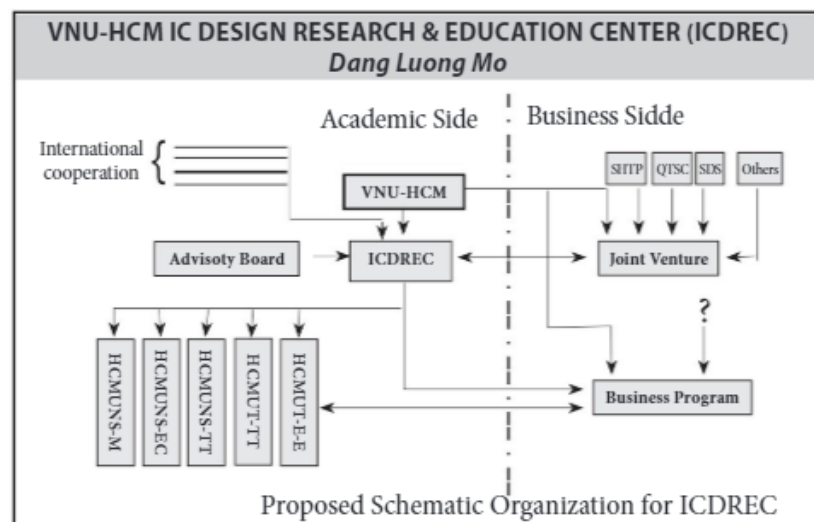 VNU-HCM IC DESIGN RESEARCH & EDUCATION CENTER (ICDREC)
Dang Luong Mo
Academic Side
Business Sidde
International
cooperation
SHTP
QTSC
SDS
Others
VNU-HCM
Advisoty Board
ICDREC
Joint Venture
?
HCMUNS-M
HCMUNS-EC
HCMUNS-TT
HCMUT-TT
HCMUT-E-E
Business Program
Proposed Schematic Organization for ICDREC